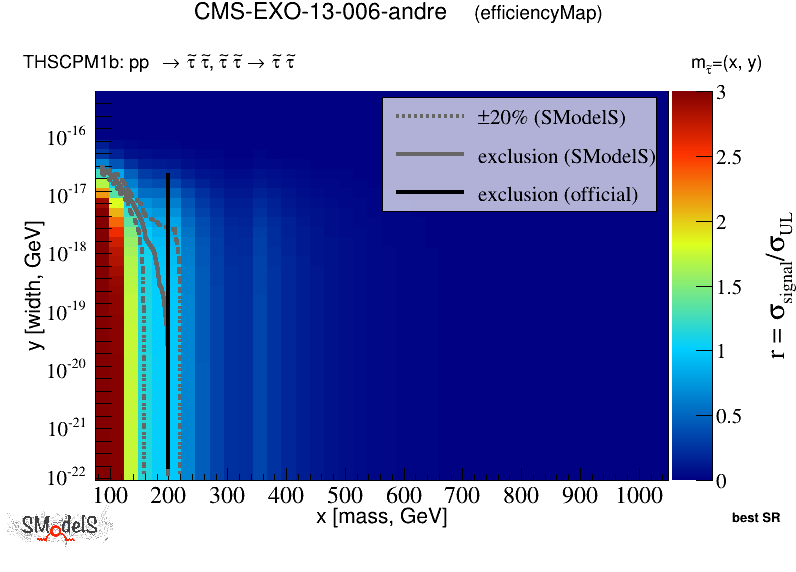 CMS-EXO-13-006-andre (efficiencyMap)
THSCPM1b: pp → τ̃ τ̃, τ̃ τ̃ → τ̃ τ̃
m_τ̃=(x, y)
±20% (SModelS)
exclusion (SModelS)
exclusion (official)
y [width, GeV]
10⁻¹⁶
10⁻¹⁷
10⁻¹⁸
10⁻¹⁹
10⁻²⁰
10⁻²¹
10⁻²²
100 200 300 400 500 600 700 800 900 1000
x [mass, GeV]
3
2.5
2
1.5
1
0.5
0
r = σ_signal/σ_UL
best SR
SModelS